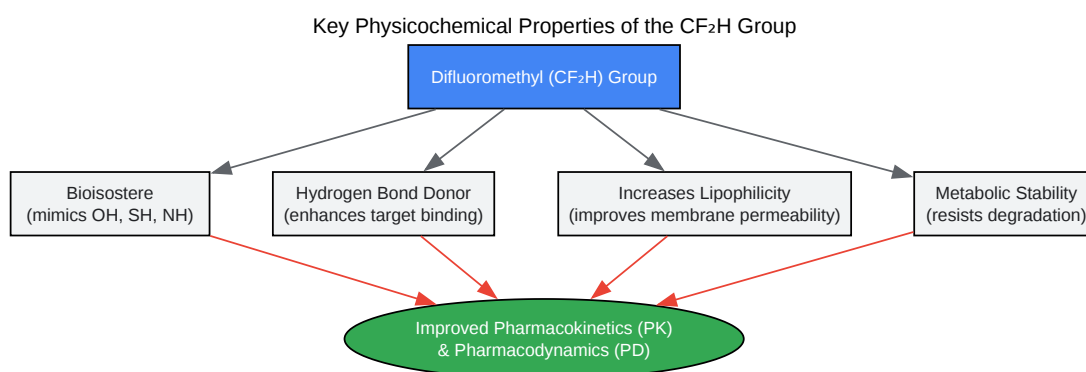 Key Physicochemical Properties of the CF₂H Group
Difluoromethyl (CF₂H) Group
Bioisostere
(mimics OH, SH, NH)
Hydrogen Bond Donor
(enhances target binding)
Increases Lipophilicity
(improves membrane permeability)
Metabolic Stability
(resists degradation)
Improved Pharmacokinetics (PK)
& Pharmacodynamics (PD)